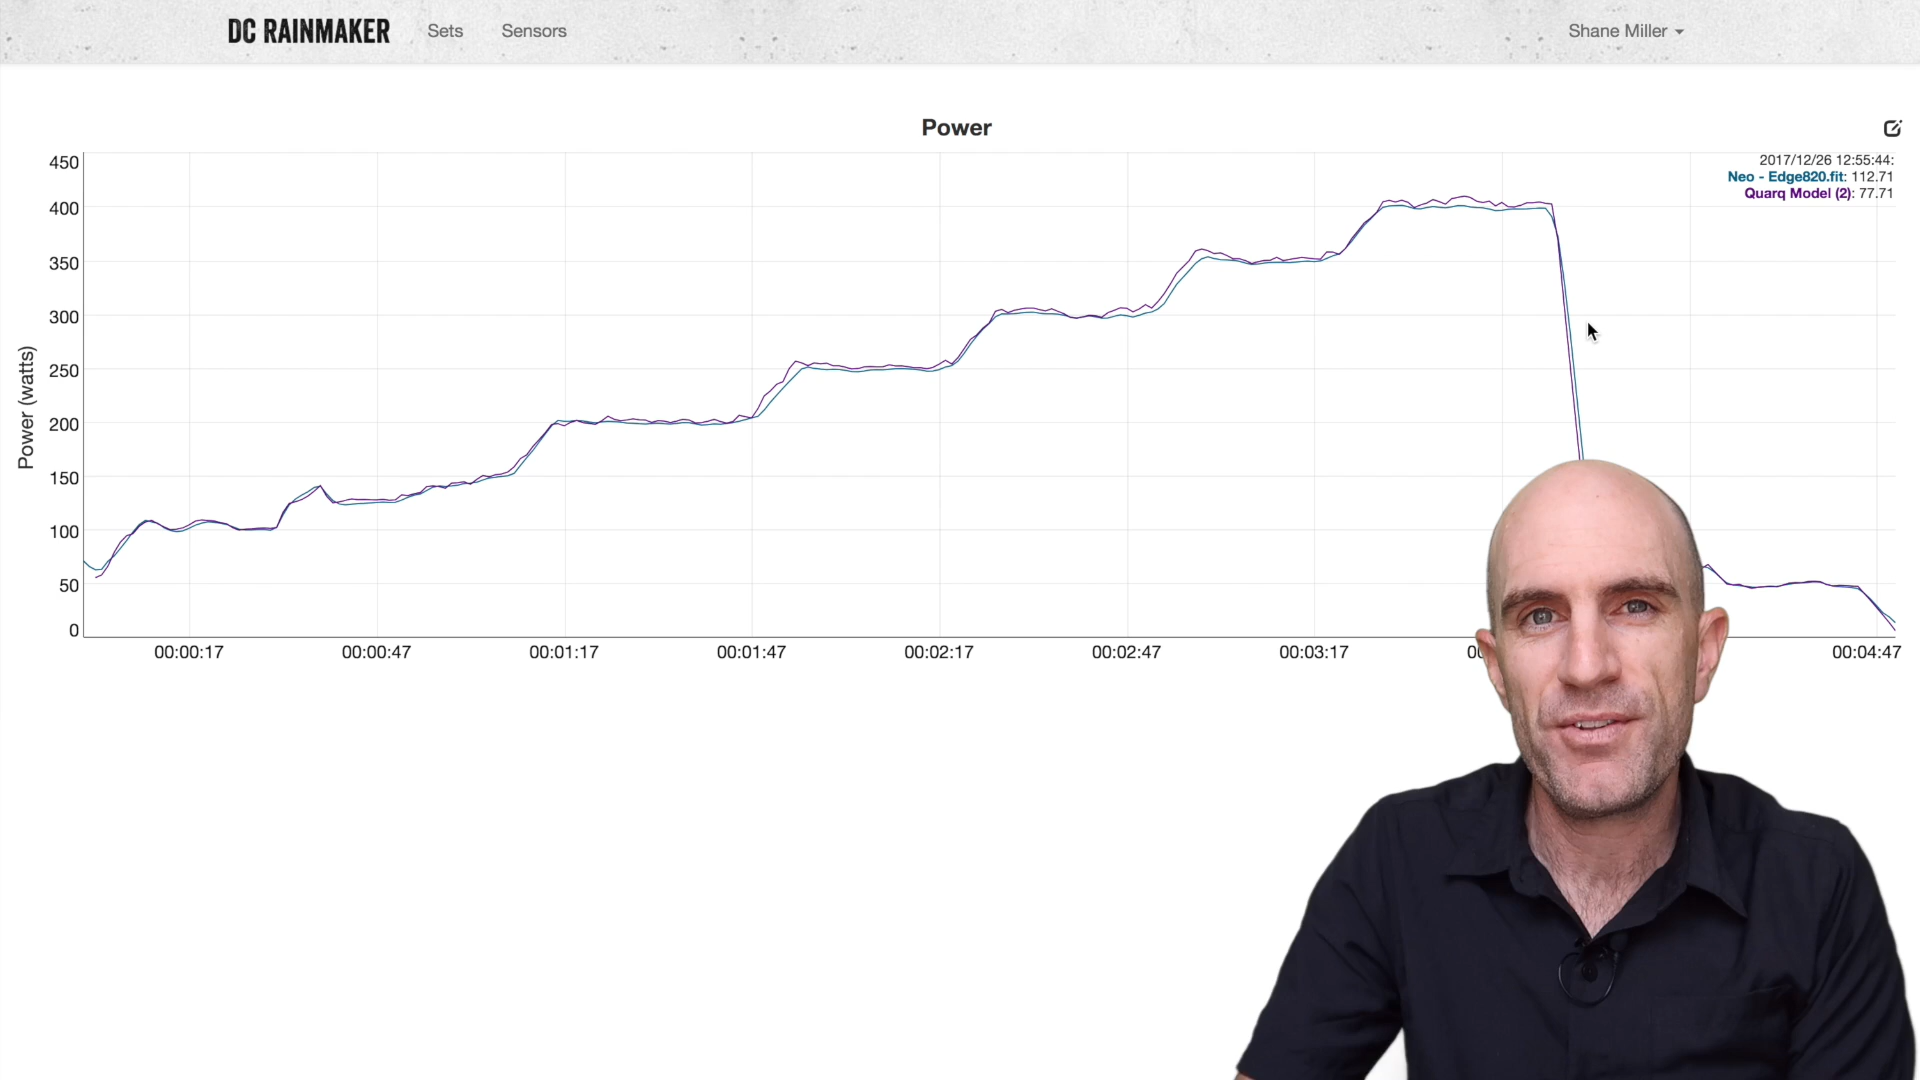 DC RAINMAKER Sets Sensors Shane Miller
Power
2017/12/26 12:55:44:
Neo - Edge820.fit: 112.71
Quarq Model (2): 77.71
Power (watts)
450
400
350
300
250
200
150
100
50
0
00:00:17 00:00:47 00:01:17 00:01:47 00:02:17 00:02:47 00:03:17 00:04:47